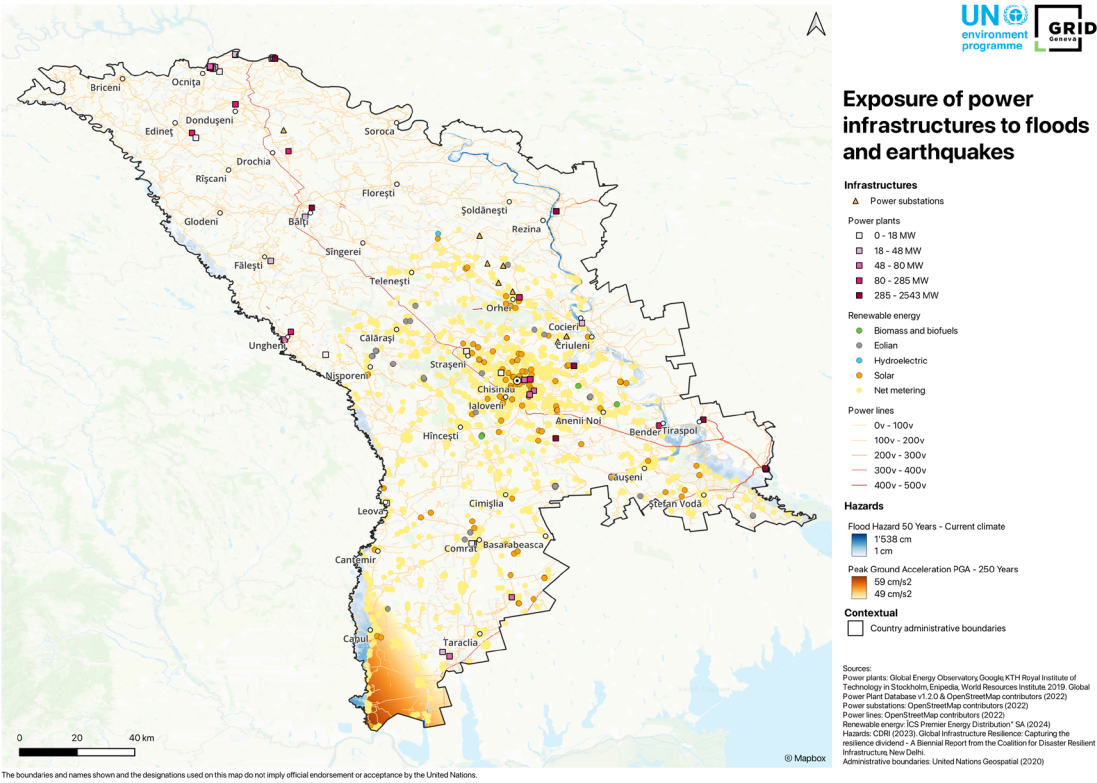 UN
environment
programme
GRID
Geneva
Exposure of power
infrastructures to floods
and earthquakes
Infrastructures
Power substations
Power plants
0 - 18 MW
18 - 48 MW
48 - 80 MW
80 - 285 MW
285 - 2543 MW
Renewable energy
Biomass and biofuels
Eolian
Hydroelectric
Solar
Net metering
Power lines
0v - 100v
100v - 200v
200v - 300v
300v - 400v
400v - 500v
Hazards
Flood Hazard 50 Years - Current climate
1'538 cm
1 cm
Peak Ground Acceleration PGA - 250 Years
59 cm/s2
49 cm/s2
Contextual
Country administrative boundaries
Sources:
Power plants: Global Energy Observatory, Google, KTH Royal Institute of
Technology in Stockholm, Enipedia, World Resources Institute. 2019. Global
Power Plant Database v1.2.0 & OpenStreetMap contributors (2022)
Power substations: OpenStreetMap contributors (2022)
Power lines: OpenStreetMap contributors (2022)
Renewable energy: ÎCS Premier Energy Distribution" SA (2024)
Hazards: CDRI (2023). Global Infrastructure Resilience: Capturing the
resilience dividend - A Biennial Report from the Coalition for Disaster Resilient
Infrastructure, New Delhi.
Administrative boundaries: United Nations Geospatial (2020)
Briceni
Ocnița
Dondușeni
Edineț
Soroca
Drochia
Rîșcani
Florești
Șoldănești
Glodeni
Bălți
Rezina
Sîngerei
Fălești
Telenești
Orhei
Cocieri
Criuleni
Călărași
Ungheni
Strașeni
Nisporeni
Chisinau
Ialoveni
Anenii Noi
Bender
Tiraspol
Hîncești
Căușeni
Ștefan Vodă
Cimișlia
Leova
Comrat
Basarabeasca
Cantemir
Cahul
Taraclia
0 20 40 km
© Mapbox
The boundaries and names shown and the designations used on this map do not imply official endorsement or acceptance by the United Nations.